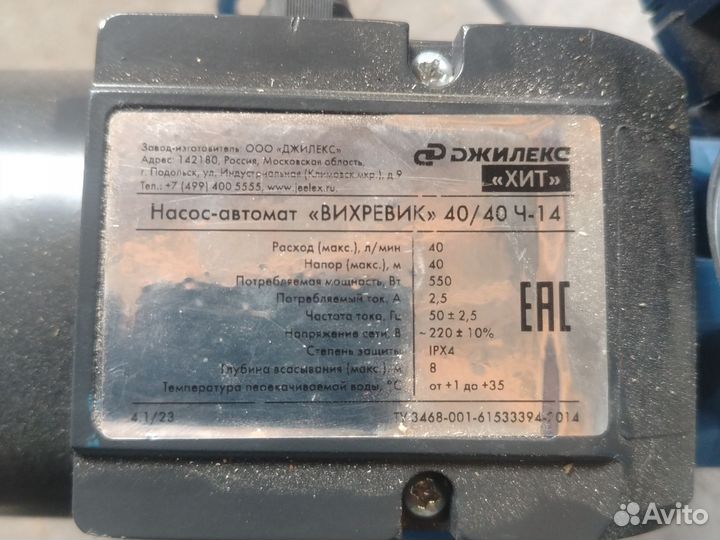 Завод-изготовитель: ООО «ДЖИЛЕКС»
Адрес: 142180, Россия, Московская область,
г. Подольск, ул. Индустриальная (Климовск мкр.), д 9
Тел.: +7 (499) 400 5555, www.jeelex.ru
ДЖИЛЕКС
«ХИТ»
Насос-автомат «ВИХРЕВИК» 40/40 Ч-14
Расход (макс.), л/мин 40
Напор (макс.), м 40
Потребляемая мощность, Вт 550
Потребляемый ток, А 2,5
Частота тока, Гц 50 ± 2,5
Напряжение сети, В ~220 ± 10%
Степень защиты IPX4
Глубина всасывания (макс.), м 8
Температура перекачиваемой воды, °С от +1 до +35
EAC
4.1/23
ТУ 3468-001-61533394-2014
Avito